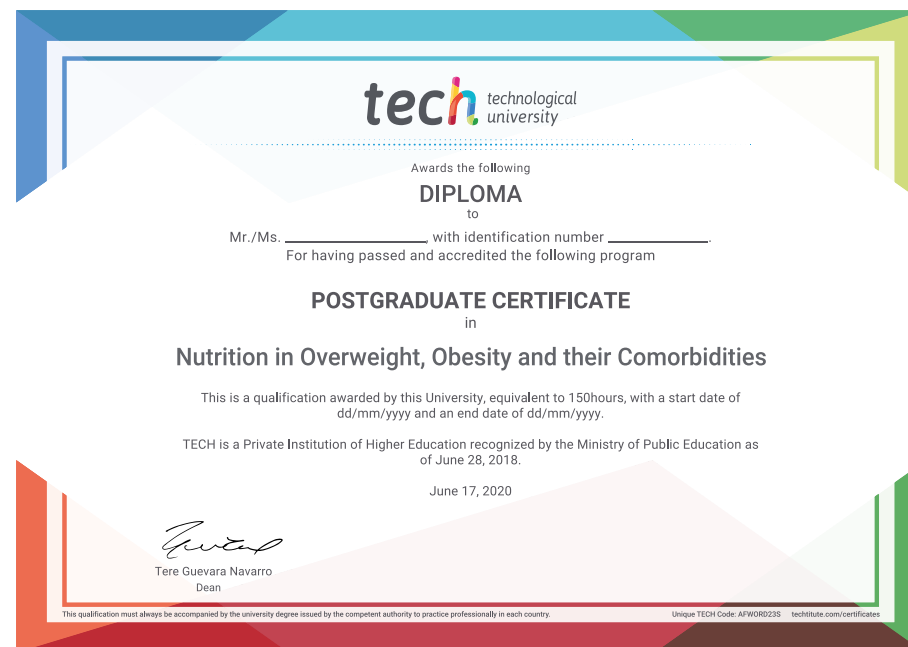 tech technological
university
Awards the following
DIPLOMA
to
Mr./Ms. ____________, with identification number ____________.
For having passed and accredited the following program
POSTGRADUATE CERTIFICATE
in
Nutrition in Overweight, Obesity and their Comorbidities
This is a qualification awarded by this University, equivalent to 150hours, with a start date of
dd/mm/yyyy and an end date of dd/mm/yyyy.
TECH is a Private Institution of Higher Education recognized by the Ministry of Public Education as
of June 28, 2018.
June 17, 2020
Tere Guevara Navarro
Dean
This qualification must always be accompanied by the university degree issued by the competent authority to practice professionally in each country.
Unique TECH Code: AFWORD23S techtitute.com/certificates